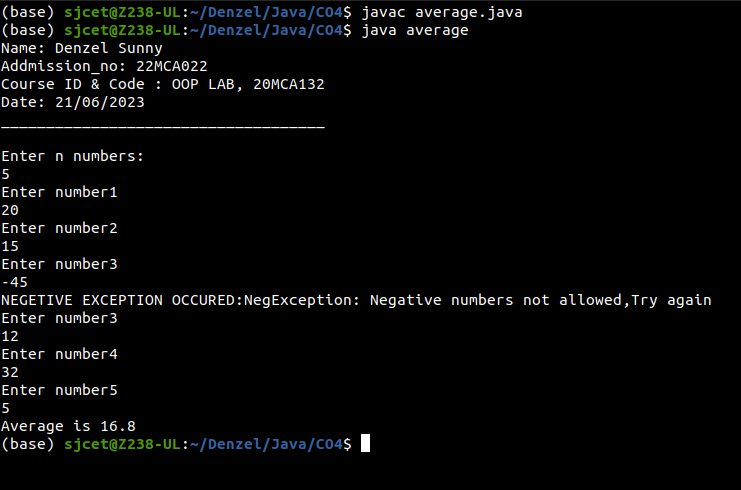 (base) sjcet@Z238-UL:~/Denzel/Java/CO4$ javac average.java
(base) sjcet@Z238-UL:~/Denzel/Java/CO4$ java average
Name: Denzel Sunny
Addmission_no: 22MCA022
Course ID & Code : OOP LAB, 20MCA132
Date: 21/06/2023
____________________________________
Enter n numbers:
5
Enter number1
20
Enter number2
15
Enter number3
-45
NEGETIVE EXCEPTION OCCURED:NegException: Negative numbers not allowed,Try again
Enter number3
12
Enter number4
32
Enter number5
5
Average is 16.8
(base) sjcet@Z238-UL:~/Denzel/Java/CO4$